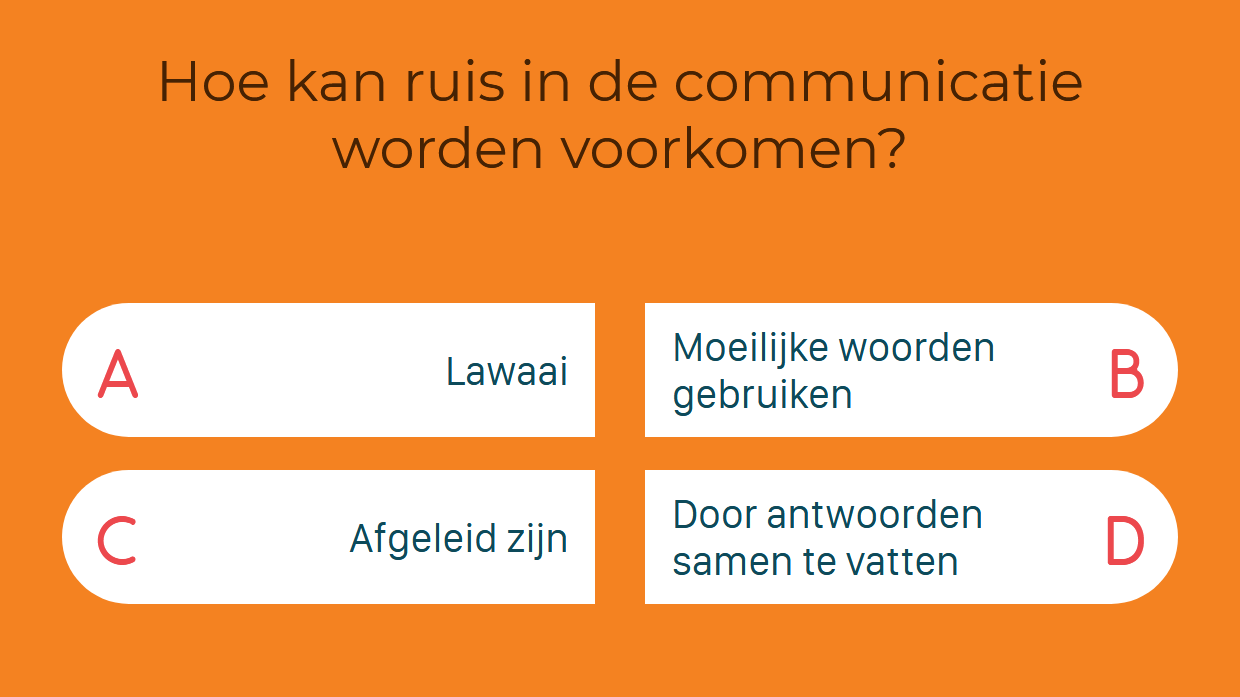 Hoe kan ruis in de communicatie
worden voorkomen?
A
Lawaai
Moeilijke woorden
gebruiken
B
C
Afgeleid zijn
Door antwoorden
samen te vatten
D